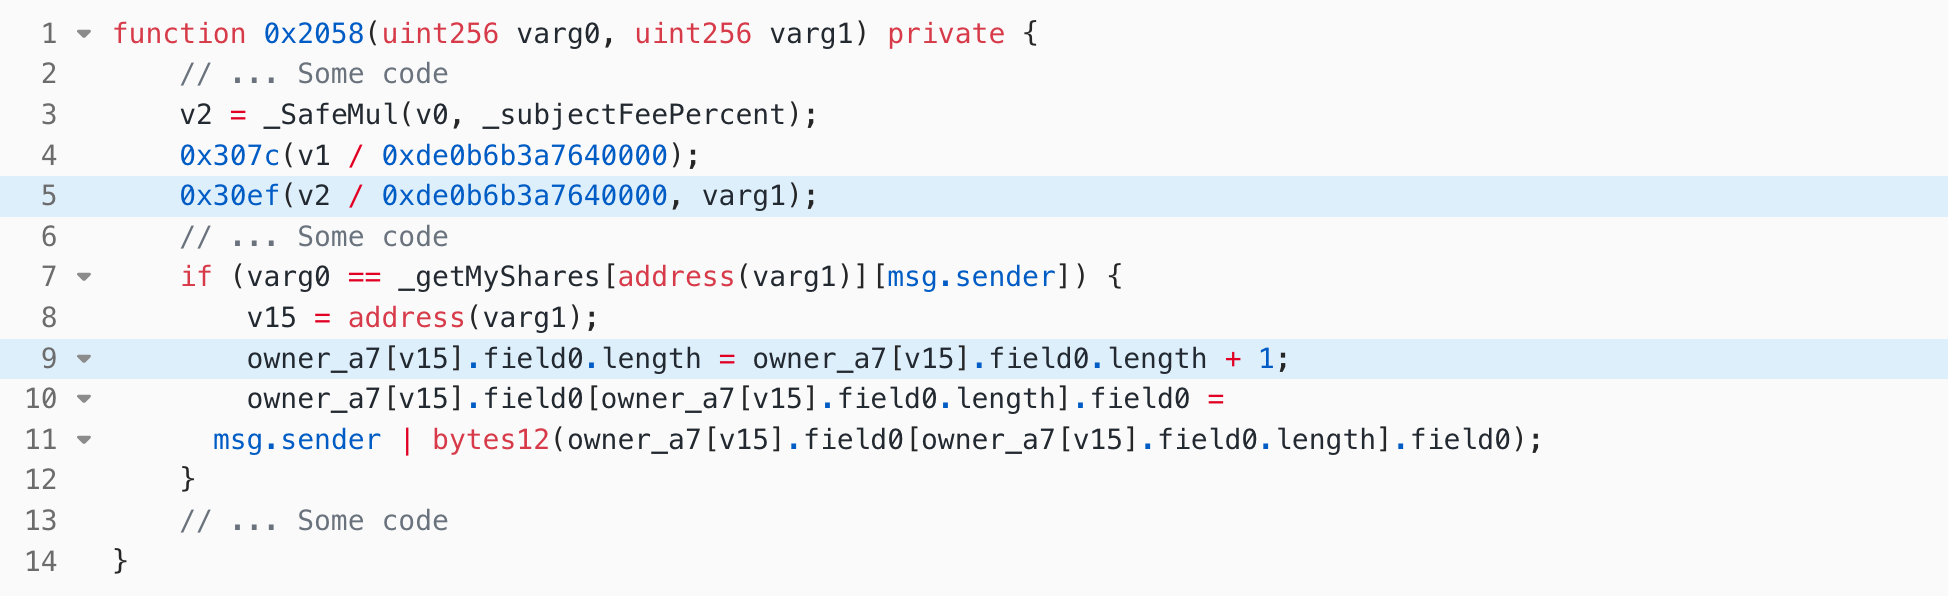 1 function 0x2058(uint256 varg0, uint256 varg1) private {
2 // ... Some code
3 v2 = _SafeMul(v0, _subjectFeePercent);
4 0x307c(v1 / 0xde0b6b3a7640000);
5 0x30ef(v2 / 0xde0b6b3a7640000, varg1);
6 // ... Some code
7 if (varg0 == _getMyShares[address(varg1)][msg.sender]) {
8 v15 = address(varg1);
9 owner_a7[v15].field0.length = owner_a7[v15].field0.length + 1;
10 owner_a7[v15].field0[owner_a7[v15].field0.length].field0 =
11 msg.sender | bytes12(owner_a7[v15].field0[owner_a7[v15].field0.length].field0);
12 }
13 // ... Some code
14 }